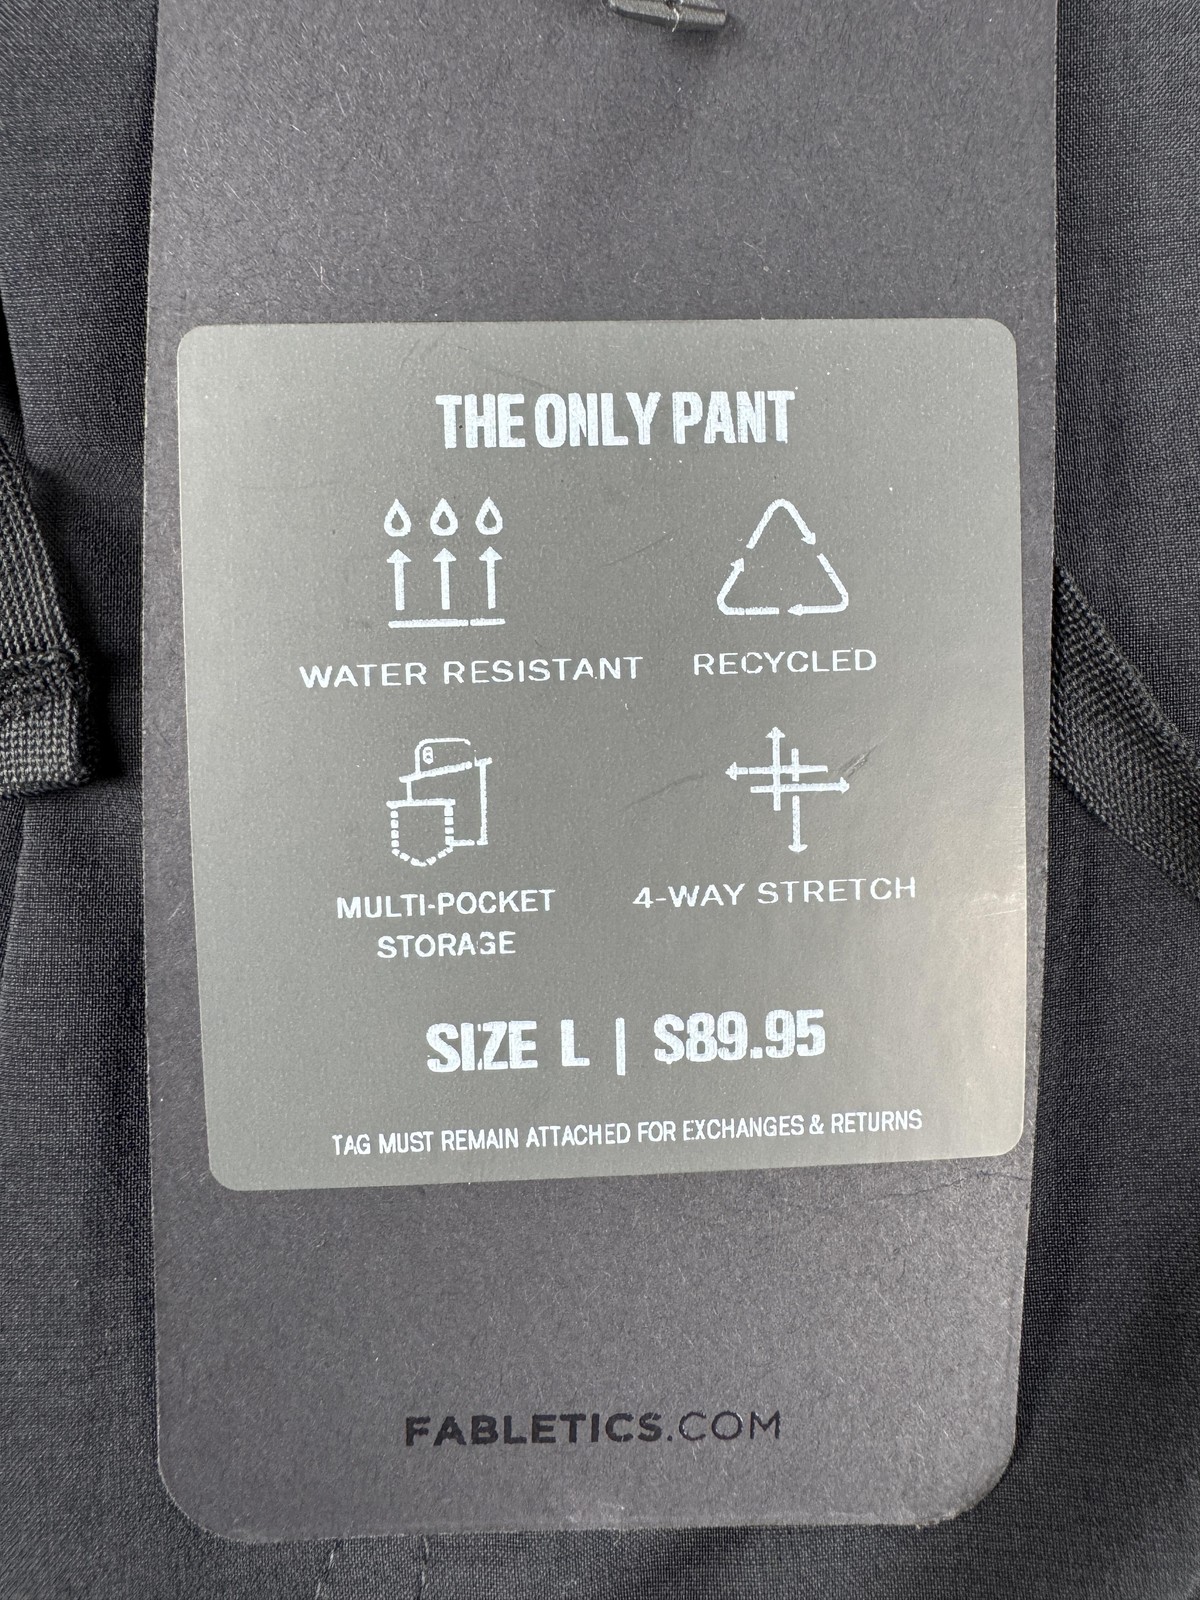 THE ONLY PANT
WATER RESISTANT RECYCLED
MULTI-POCKET
STORAGE
4-WAY STRETCH
SIZE L | $89.95
TAG MUST REMAIN ATTACHED FOR EXCHANGES & RETURNS
FABLETICS.COM